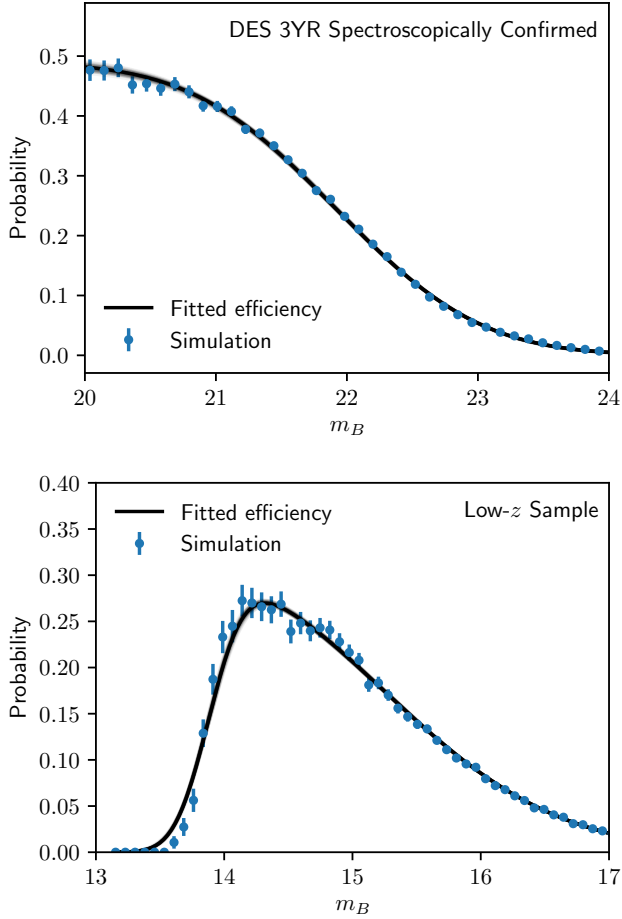 DES 3YR Spectroscopically Confirmed
0.5
0.4
0.3
0.2
0.1
0.0
Probability
Fitted efficiency
Simulation
20 21 22 23 24
m_B
0.40
0.35
0.30
0.25
0.20
0.15
0.10
0.05
0.00
Probability
Fitted efficiency
Simulation
Low-z Sample
13 14 15 16 17
m_B